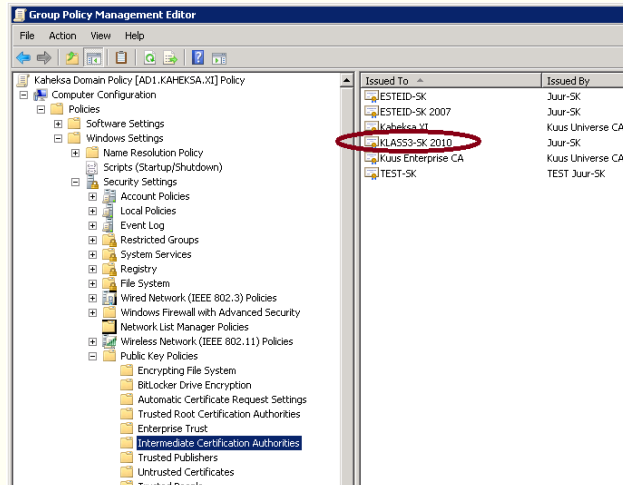 Group Policy Management Editor
File Action View Help
Kaheksa Domain Policy [AD1.KAHEKSA.XI] Policy
Computer Configuration
Policies
Software Settings
Windows Settings
Name Resolution Policy
Scripts (Startup/Shutdown)
Security Settings
Account Policies
Local Policies
Event Log
Restricted Groups
System Services
Registry
File System
Wired Network (IEEE 802.3) Policies
Windows Firewall with Advanced Security
Network List Manager Policies
Wireless Network (IEEE 802.11) Policies
Public Key Policies
Encrypting File System
BitLocker Drive Encryption
Automatic Certificate Request Settings
Trusted Root Certification Authorities
Enterprise Trust
Intermediate Certification Authorities
Trusted Publishers
Untrusted Certificates
Trusted People
Issued To Issued By
ESTEID-SK Juur-SK
ESTEID-SK 2007 Juur-SK
Kaheksa XI Kuus Universe CA
KLASS3-SK 2010 Juur-SK
Kuus Enterprise CA Kuus Universe CA
TEST-SK TEST Juur-SK